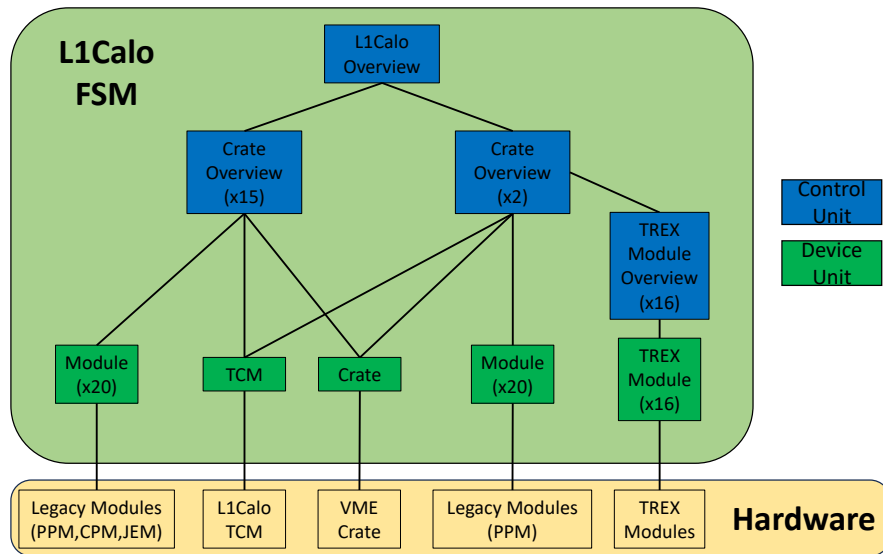 L1Calo
FSM
L1Calo
Overview
Crate
Overview
(x15)
Crate
Overview
(x2)
TREX
Module
Overview
(x16)
Control
Unit
Device
Unit
Module
(x20)
TCM
Crate
Module
(x20)
TREX
Module
(x16)
Legacy Modules
(PPM,CPM,JEM)
L1Calo
TCM
VME
Crate
Legacy Modules
(PPM)
TREX
Modules
Hardware